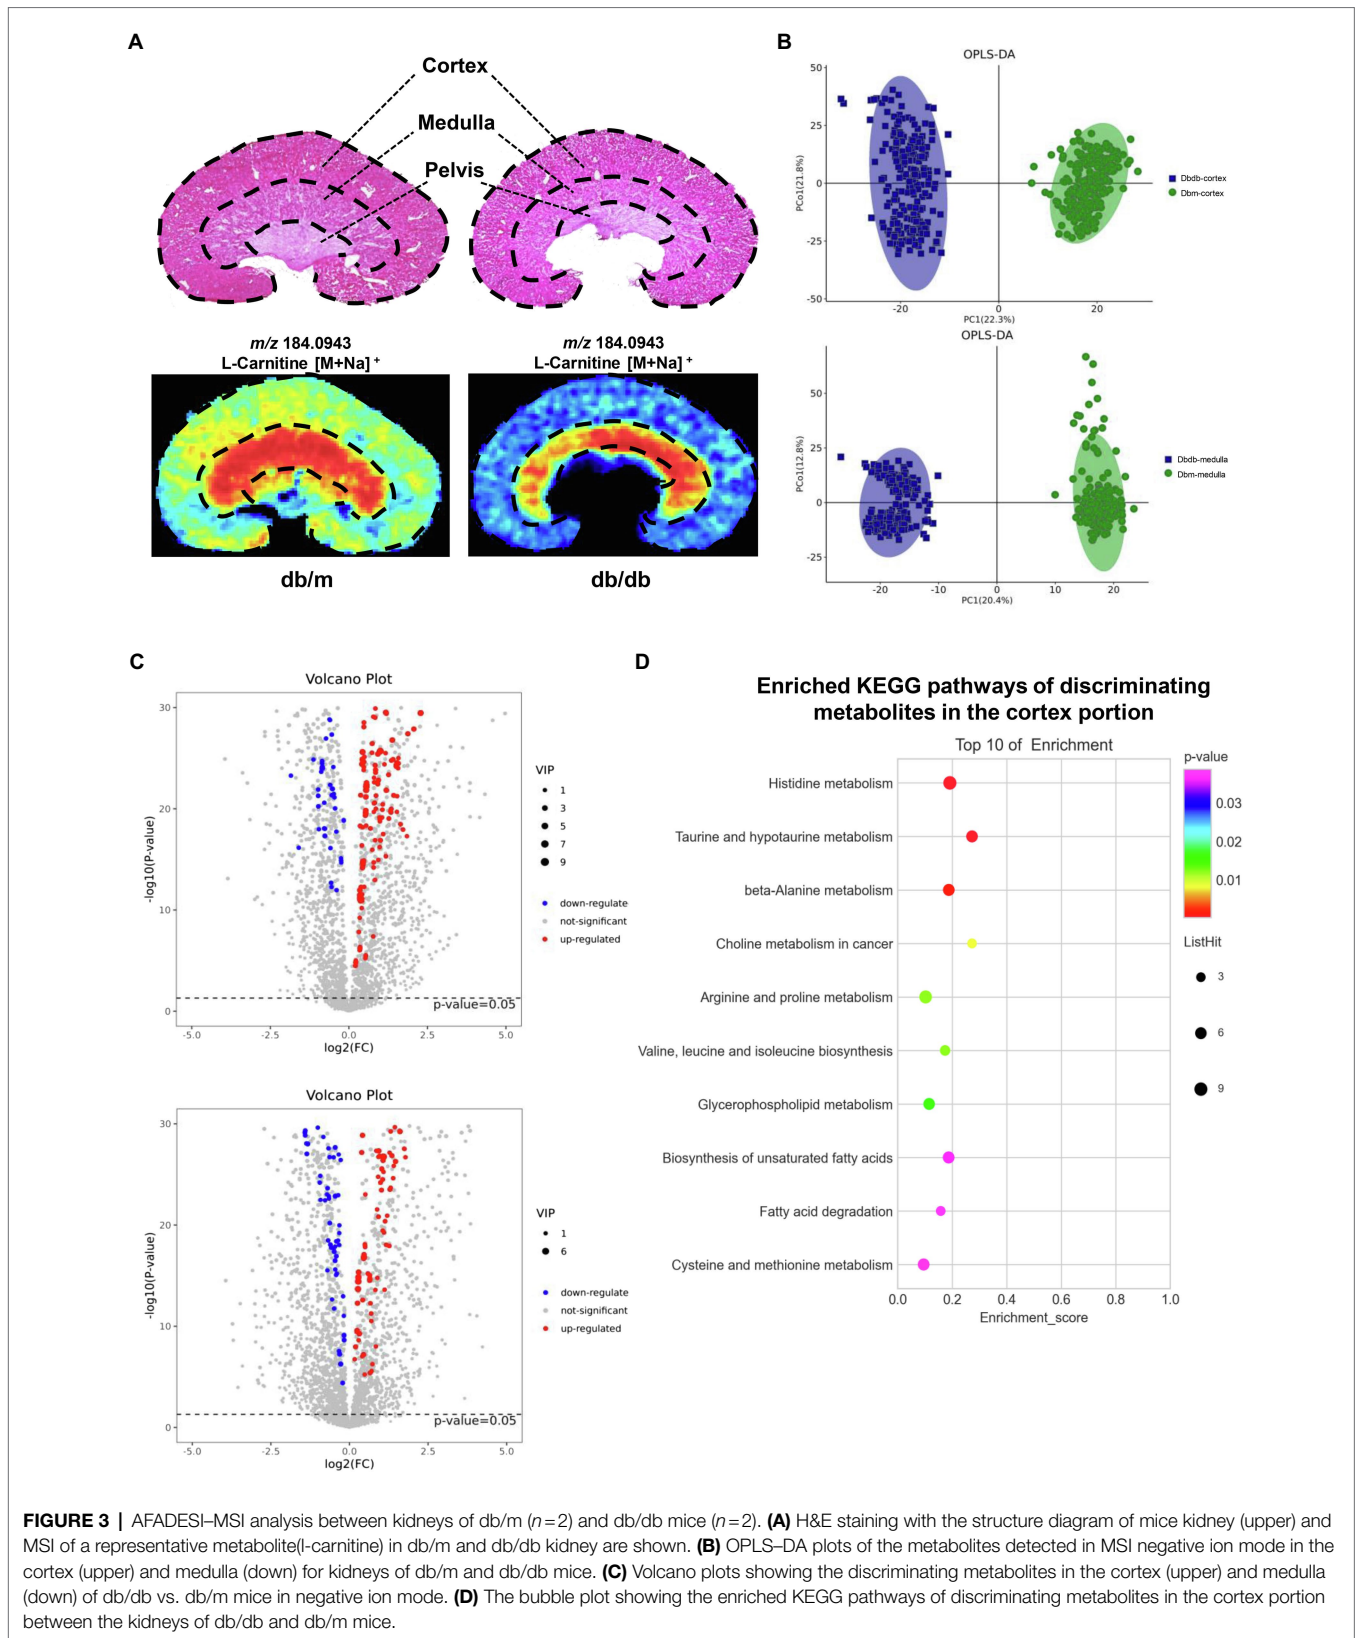 A
Cortex
Medulla
Pelvis
m/z 184.0943
L-Carnitine [M+Na]+
m/z 184.0943
L-Carnitine [M+Na]+
db/m
db/db
B
OPLS-DA
50
25
0
-25
-50
PCo1(21.8%)
-20
0
20
PC1(22.3%)
Dbdb-cortex
Dbm-cortex
OPLS-DA
50
25
0
-25
PCo1(12.8%)
-20
-10
0
10
20
PC1(20.4%)
Dbdb-medulla
Dbm-medulla
C
Volcano Plot
30
20
10
0
-log10(P-value)
p-value=0.05
-5.0
-2.5
0.0
2.5
5.0
log2(FC)
VIP
1
3
5
7
9
down-regulate
not-significant
up-regulated
Volcano Plot
30
20
10
0
-log10(P-value)
p-value=0.05
-5.0
-2.5
0.0
2.5
5.0
log2(FC)
VIP
1
6
down-regulate
not-significant
up-regulated
D
Enriched KEGG pathways of discriminating
metabolites in the cortex portion
Top 10 of Enrichment
Histidine metabolism
Taurine and hypotaurine metabolism
beta-Alanine metabolism
Choline metabolism in cancer
Arginine and proline metabolism
Valine, leucine and isoleucine biosynthesis
Glycerophospholipid metabolism
Biosynthesis of unsaturated fatty acids
Fatty acid degradation
Cysteine and methionine metabolism
0.0
0.2
0.4
0.6
0.8
1.0
Enrichment_score
p-value
0.03
0.02
0.01
ListHit
3
6
9
FIGURE 3 | AFADESI–MSI analysis between kidneys of db/m (n=2) and db/db mice (n=2). (A) H&E staining with the structure diagram of mice kidney (upper) and
MSI of a representative metabolite(l-carnitine) in db/m and db/db kidney are shown. (B) OPLS–DA plots of the metabolites detected in MSI negative ion mode in the
cortex (upper) and medulla (down) for kidneys of db/m and db/db mice. (C) Volcano plots showing the discriminating metabolites in the cortex (upper) and medulla
(down) of db/db vs. db/m mice in negative ion mode. (D) The bubble plot showing the enriched KEGG pathways of discriminating metabolites in the cortex portion
between the kidneys of db/db and db/m mice.